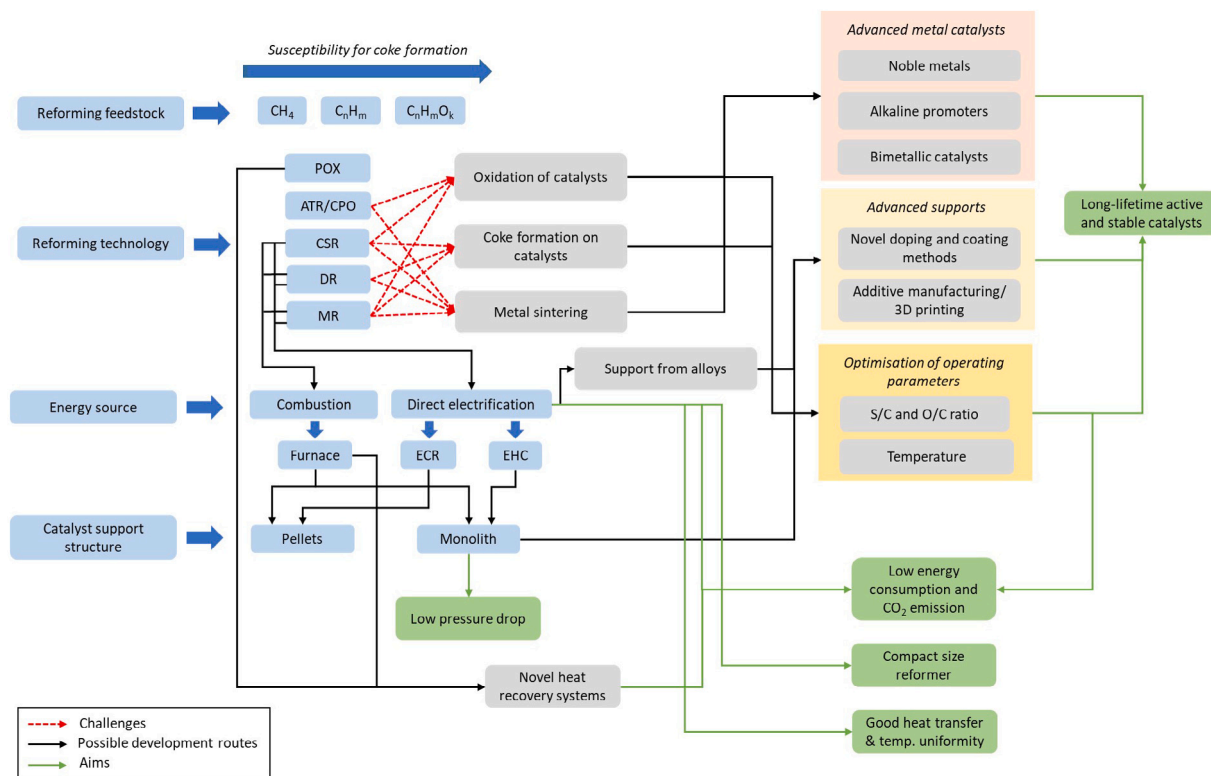 Susceptibility for coke formation
Reforming feedstock
CH4
CnHm
CnHmOk
Reforming technology
POX
ATR/CPO
CSR
DR
MR
Oxidation of catalysts
Coke formation on
catalysts
Metal sintering
Support from alloys
Energy source
Combustion
Direct electrification
Furnace
ECR
EHC
Catalyst support
structure
Pellets
Monolith
Low pressure drop
Novel heat
recovery systems
Advanced metal catalysts
Noble metals
Alkaline promoters
Bimetallic catalysts
Advanced supports
Novel doping and coating
methods
Additive manufacturing/
3D printing
Optimisation of operating
parameters
S/C and O/C ratio
Temperature
Long-lifetime active
and stable catalysts
Low energy
consumption and
CO2 emission
Compact size
reformer
Good heat transfer
& temp. uniformity
Challenges
Possible development routes
Aims